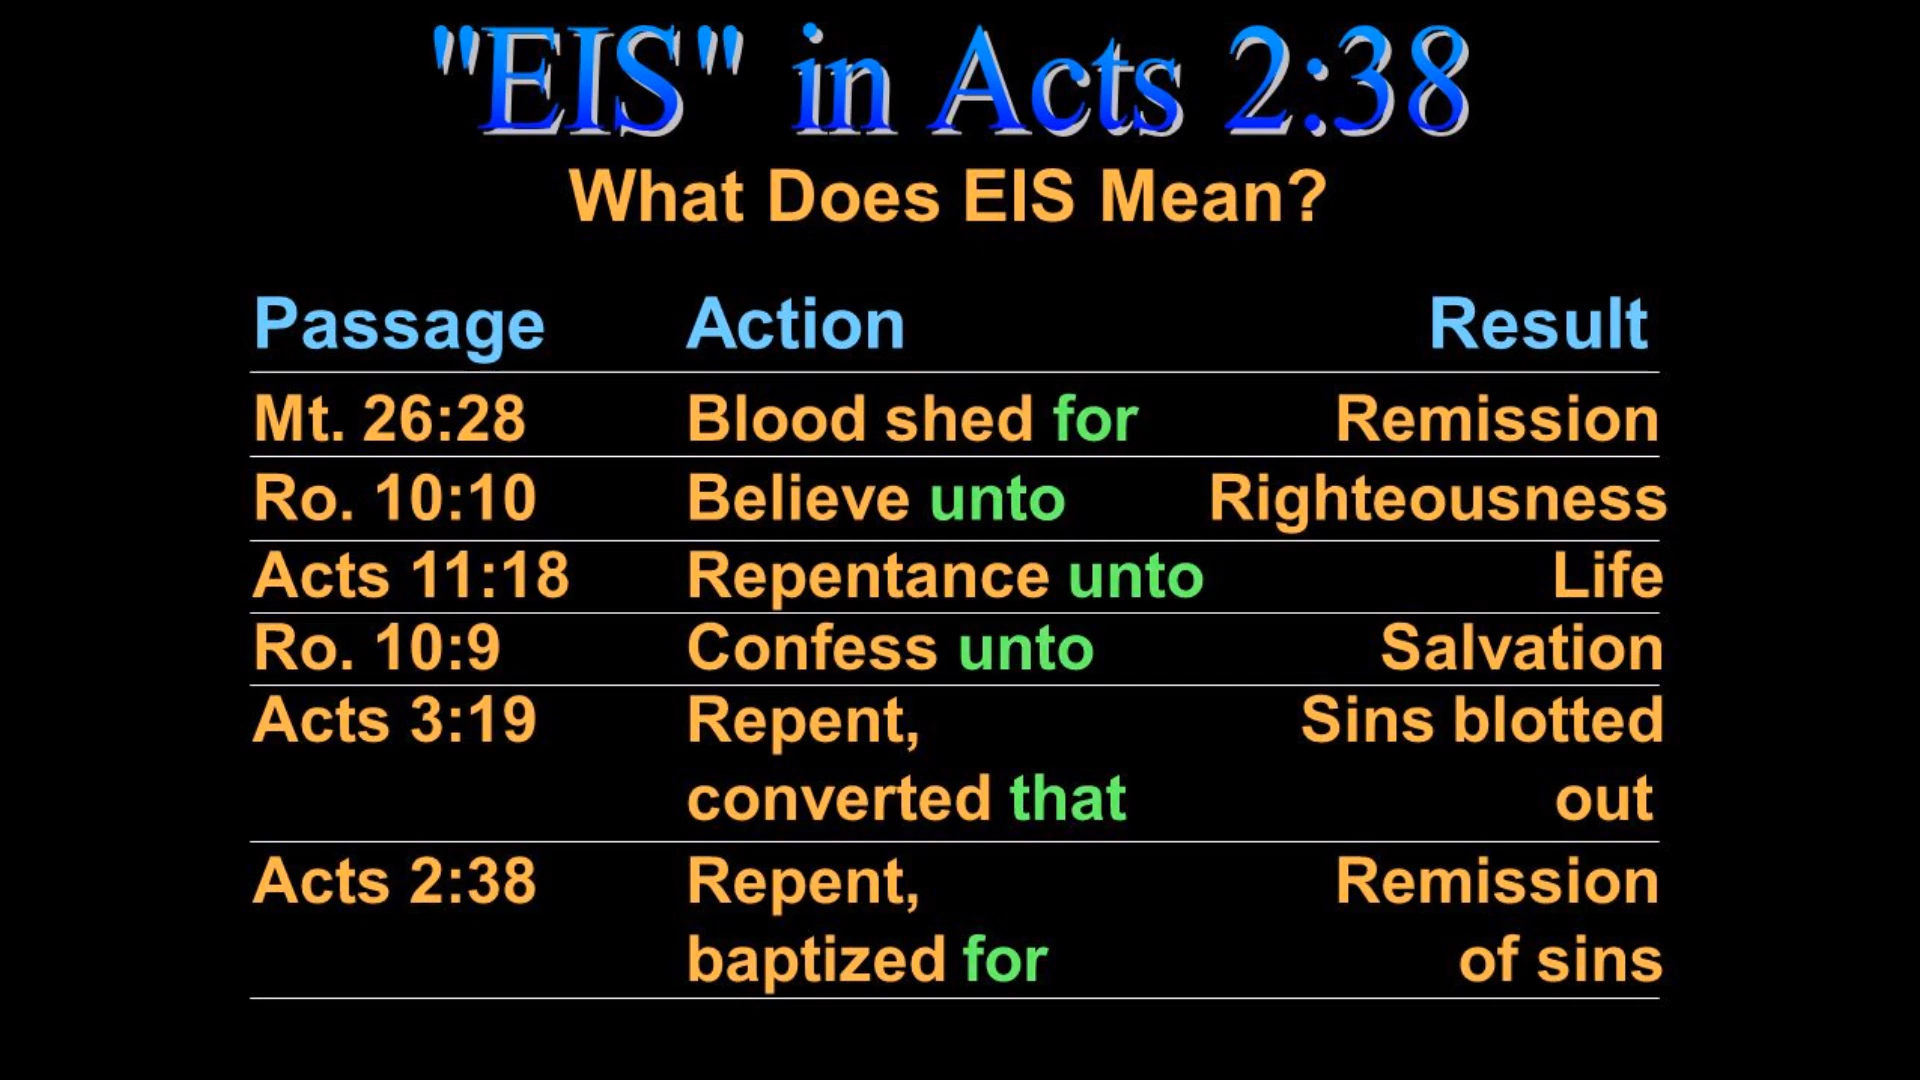 "EIS" in Acts 2:38
What Does EIS Mean?
Passage Action Result
Mt. 26:28 Blood shed for Remission
Ro. 10:10 Believe unto Righteousness
Acts 11:18 Repentance unto Life
Ro. 10:9 Confess unto Salvation
Acts 3:19 Repent, Sins blotted
converted that out
Acts 2:38 Repent, Remission
baptized for of sins